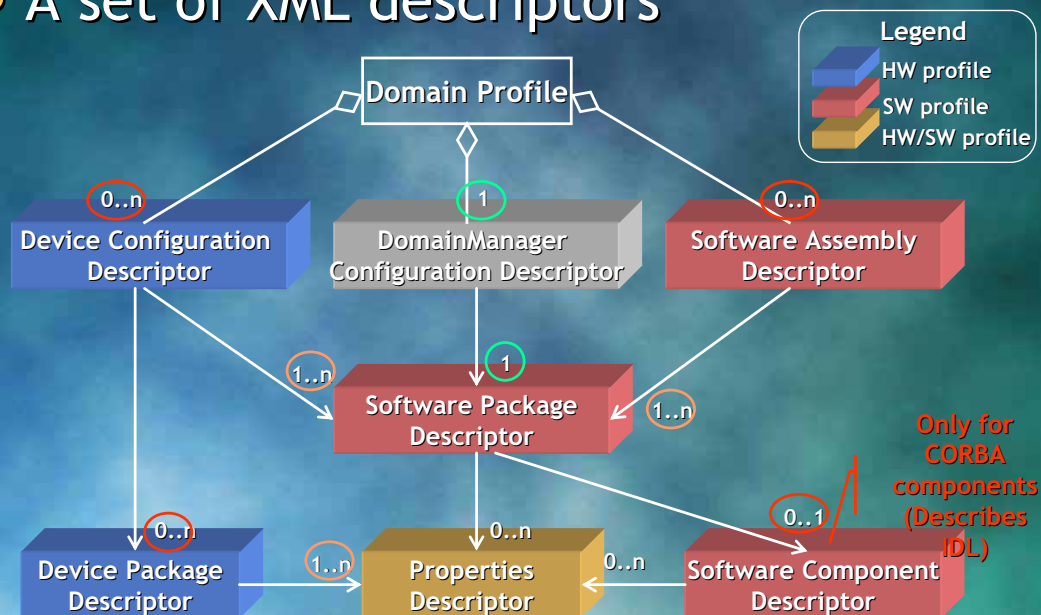 A set of XML descriptors
Legend
HW profile
SW profile
HW/SW profile
Domain Profile
0..n
1
0..n
Device Configuration
Descriptor
DomainManager
Configuration Descriptor
Software Assembly
Descriptor
1..n
1
1..n
Software Package
Descriptor
Only for
CORBA
components
(Describes
IDL)
0..n
0..n
0..1
1..n
0..n
Device Package
Descriptor
Properties
Descriptor
Software Component
Descriptor